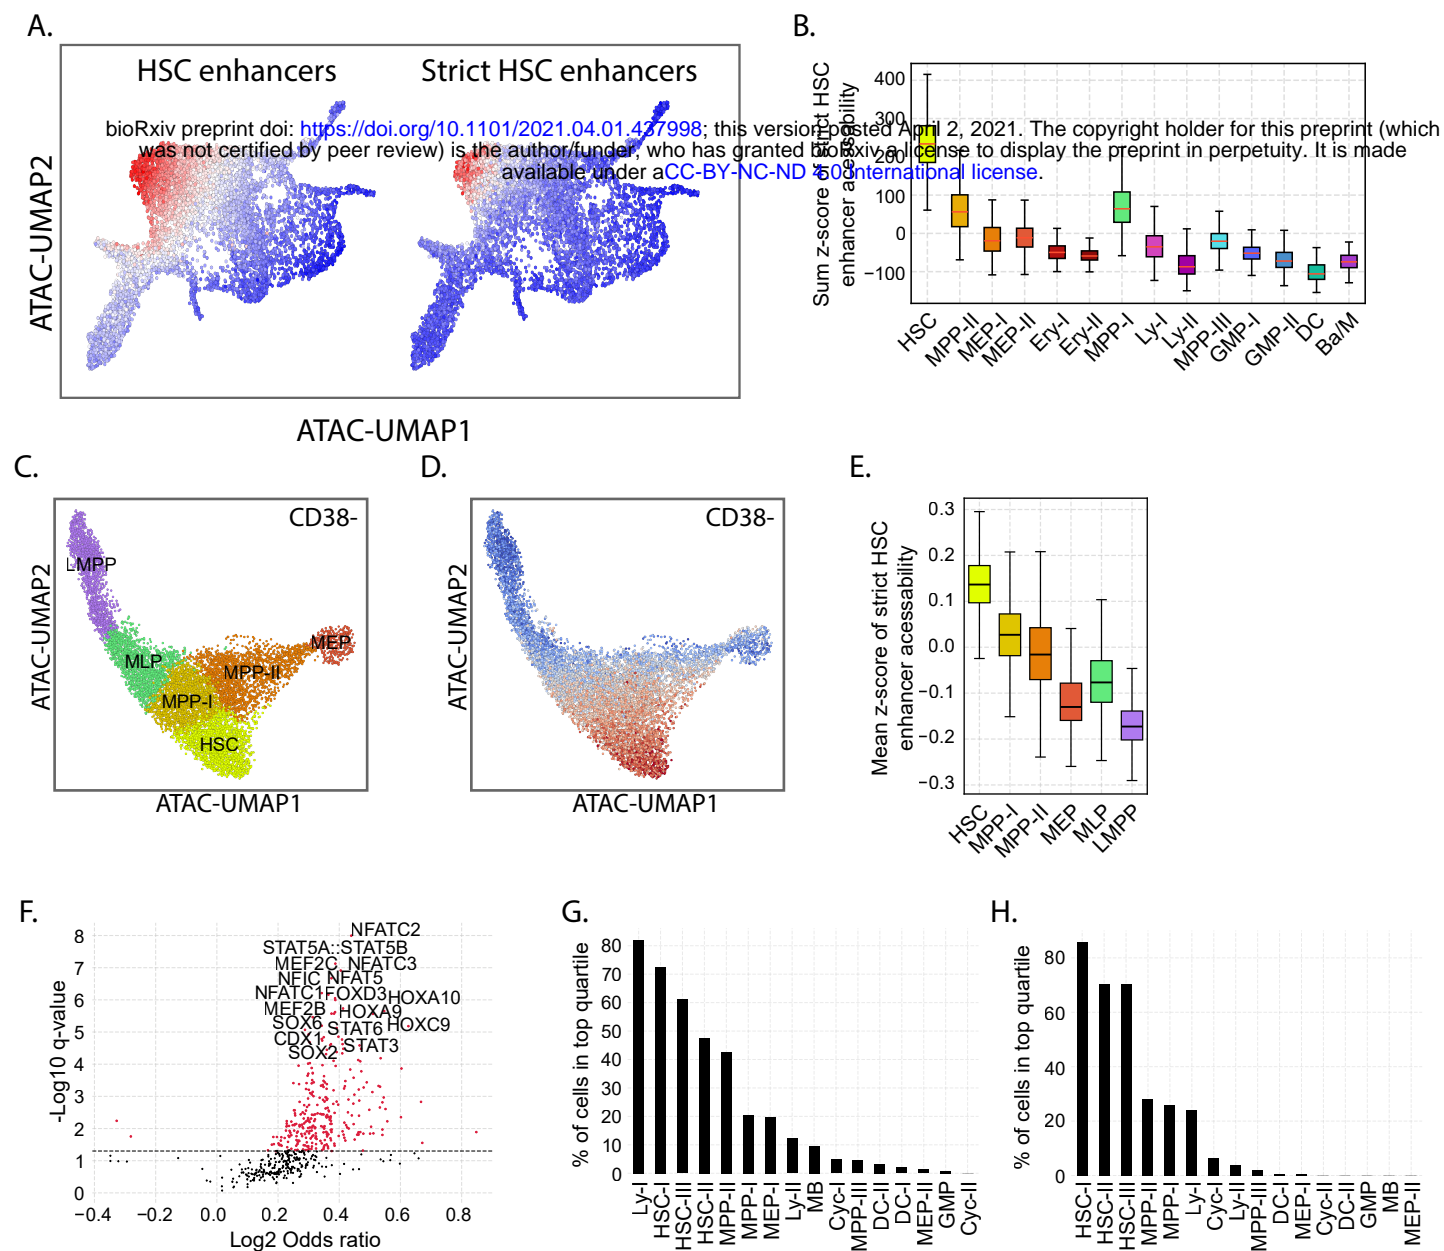 A.
HSC enhancers
Strict HSC enhancers
ATAC-UMAP2
ATAC-UMAP1
bioRxiv preprint doi: https://doi.org/10.1101/2021.04.01.437998; this version posted April 2, 2021. The copyright holder for this preprint (which
was not certified by peer review) is the author/funder, who has granted bioRxiv a license to display the preprint in perpetuity. It is made
available under aCC-BY-NC-ND 4.0 International license.
B.
Sum z-score of strict HSC
enhancer acessability
400
300
200
100
0
−100
HSC
MPP-II
MEP-I
MEP-II
Ery-I
Ery-II
MPP-I
Ly-I
Ly-II
MPP-III
GMP-I
GMP-II
DC
Ba/M
C.
CD38-
LMPP
MEP
MLP
MPP-II
MPP-I
HSC
ATAC-UMAP2
ATAC-UMAP1
D.
CD38-
ATAC-UMAP2
ATAC-UMAP1
E.
Mean z-score of strict HSC
enhancer acessability
0.3
0.2
0.1
0.0
−0.1
−0.2
−0.3
HSC
MPP-I
MPP-II
MEP
MLP
LMPP
F.
-Log10 q-value
8
7
6
5
4
3
2
1
0
NFATC2
STAT5A::STAT5B
MEF2C NFATC3
NFIC NFAT5
NFATC1 FOXD3 HOXA10
MEF2B HOXA9
SOX6 STAT6 HOXC9
CDX1 STAT3
SOX2
−0.4 −0.2 0.0 0.2 0.4 0.6 0.8
Log2 Odds ratio
G.
% of cells in top quartile
80
70
60
50
40
30
20
10
0
Ly-I
HSC-I
HSC-III
HSC-II
MPP-II
MPP-I
MEP-I
Ly-II
MB
Cyc-I
MPP-III
DC-II
DC-I
MEP-II
GMP
Cyc-II
H.
% of cells in top quartile
80
60
40
20
0
HSC-I
HSC-II
HSC-III
MPP-II
MPP-I
Ly-I
Cyc-I
Ly-II
MPP-III
DC-I
MEP-I
Cyc-II
DC-II
GMP
MB
MEP-II